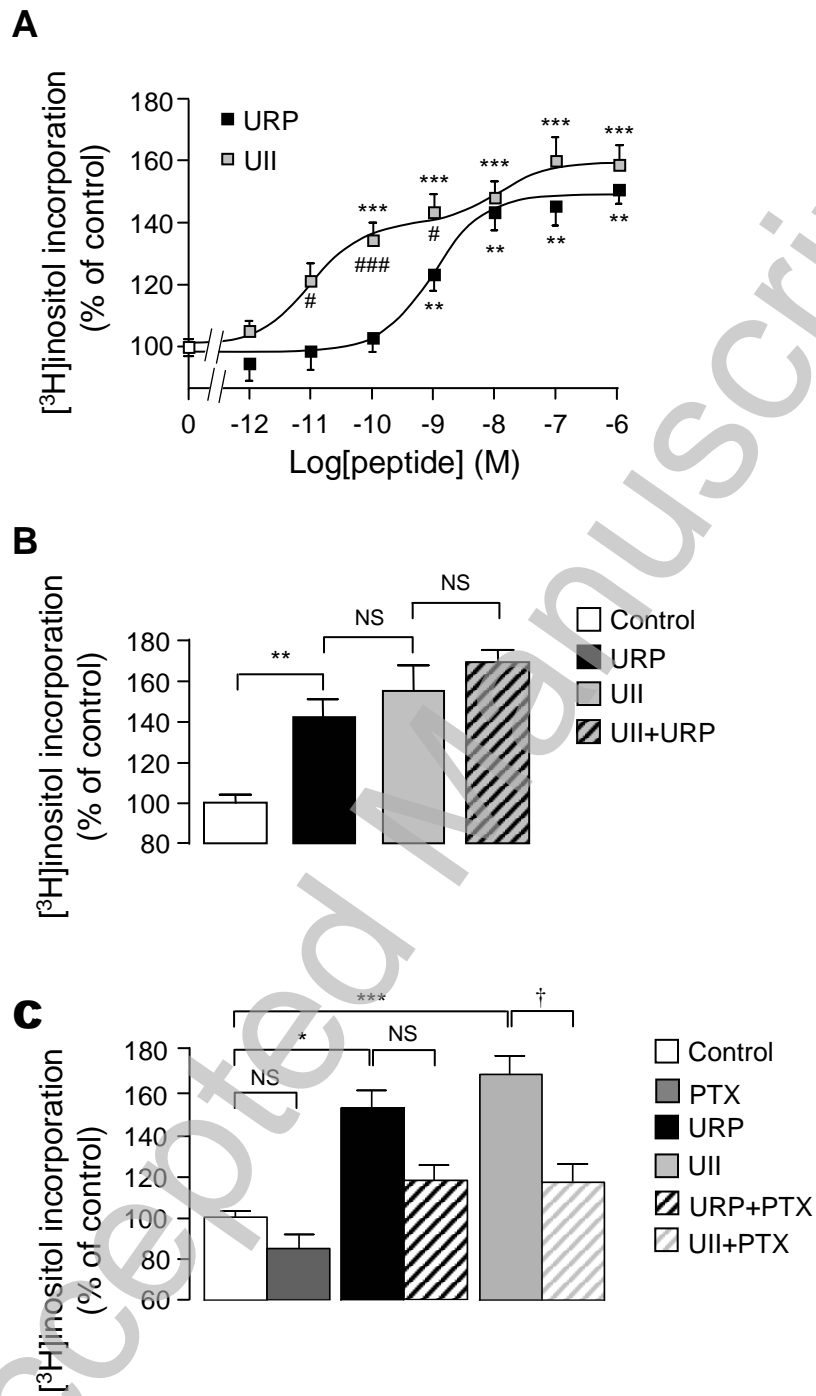 A
[³H]inositol incorporation
(% of control)
180
160
140
120
100
URP
UII
***
***
***
***
***
#
###
#
**
**
**
**
0 -12 -11 -10 -9 -8 -7 -6
Log[peptide] (M)
B
[³H]inositol incorporation
(% of control)
180
160
140
120
100
80
**
NS
NS
Control
URP
UII
UII+URP
C
[³H]inositol incorporation
(% of control)
180
160
140
120
100
80
60
***
†
*
NS
NS
Control
PTX
URP
UII
URP+PTX
UII+PTX
ccepted Manuscri